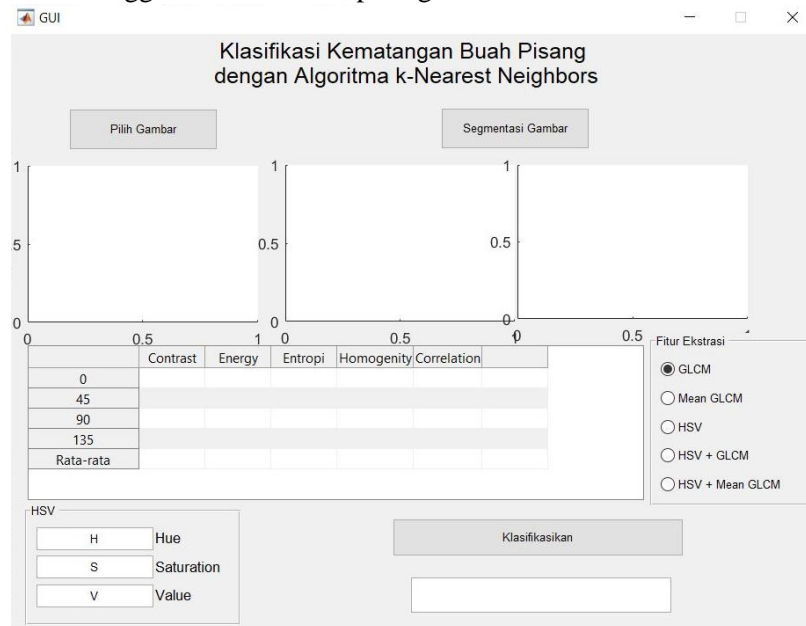 GUI
Klasifikasi Kematangan Buah Pisang
dengan Algoritma k-Nearest Neighbors
Pilih Gambar
Segmentasi Gambar
1 1 1
.5 0.5 0.5
0 0 0
0 0.5 1 0 0.5 1 0 0.5
Contrast Energy Entropi Homogenity Correlation
0
45
90
135
Rata-rata
Fitur Ekstrasi
GLCM
Mean GLCM
HSV
HSV + GLCM
HSV + Mean GLCM
HSV
H Hue
S Saturation
V Value
Klasifikasikan